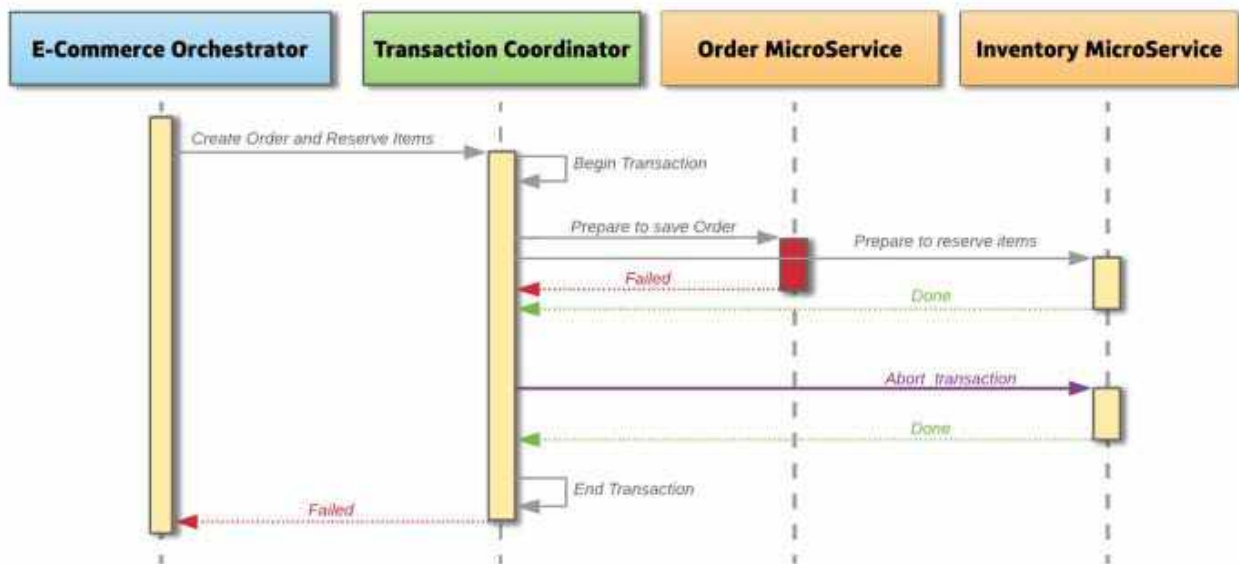 E-Commerce Orchestrator
Transaction Coordinator
Order MicroService
Inventory MicroService
Create Order and Reserve Items
Begin Transaction
Prepare to save Order
Prepare to reserve items
Failed
Done
Abort transaction
Done
End Transaction
Failed